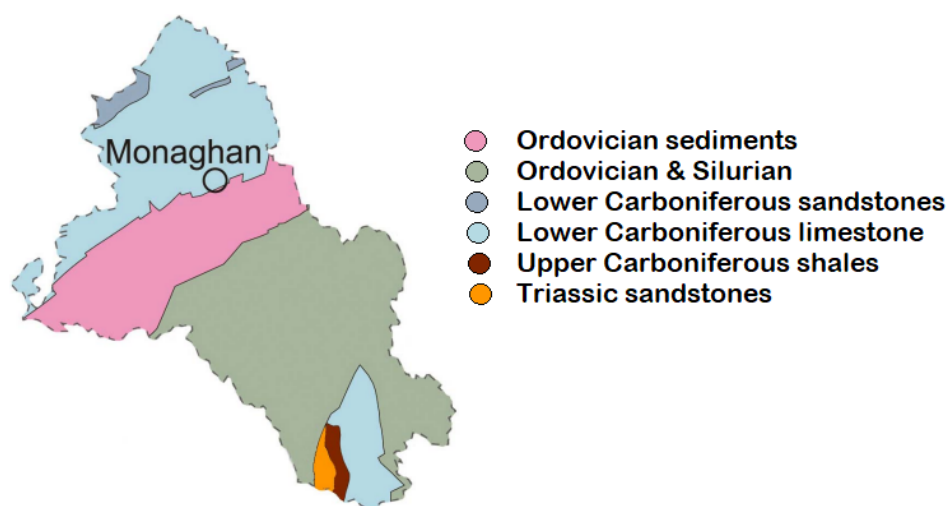 Monaghan
Ordovician sediments
Ordovician & Silurian
Lower Carboniferous sandstones
Lower Carboniferous limestone
Upper Carboniferous shales
Triassic sandstones